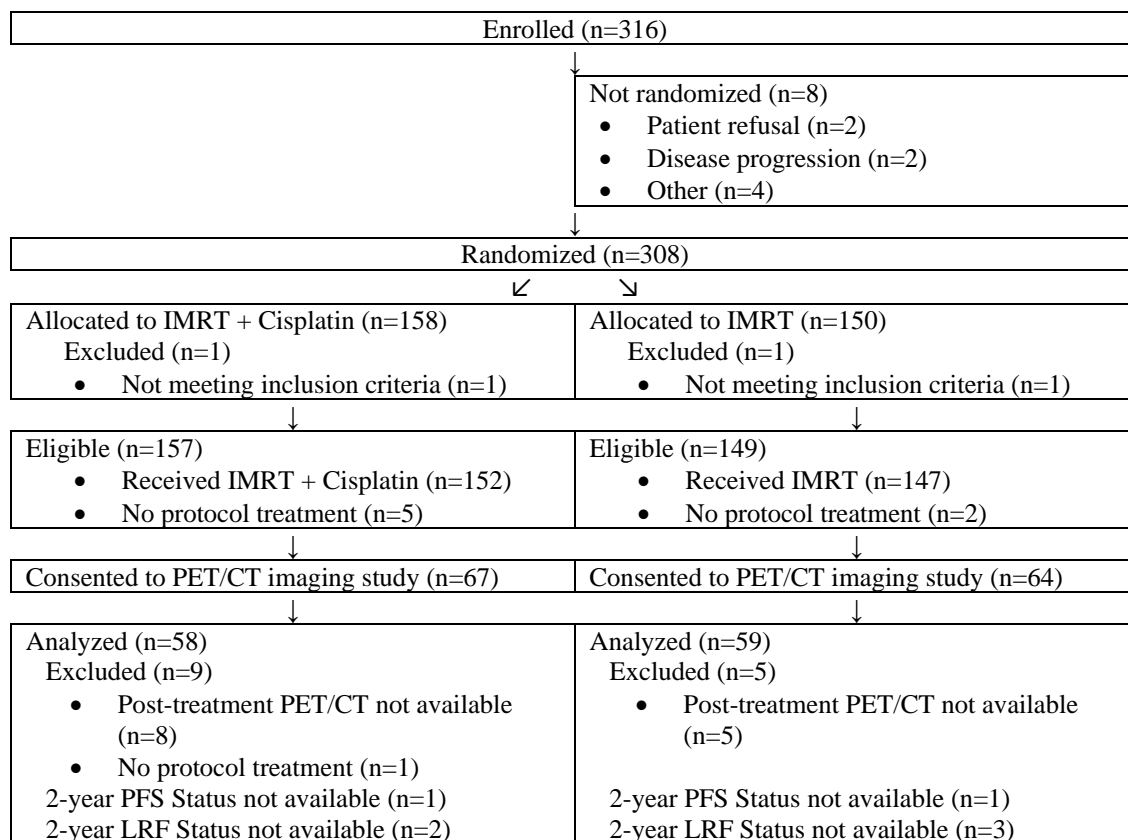 Enrolled (n=316)
↓
Not randomized (n=8)
• Patient refusal (n=2)
• Disease progression (n=2)
• Other (n=4)
↓
Randomized (n=308)
↙ ↘
Allocated to IMRT + Cisplatin (n=158)
Excluded (n=1)
• Not meeting inclusion criteria (n=1)
Allocated to IMRT (n=150)
Excluded (n=1)
• Not meeting inclusion criteria (n=1)
↓ ↓
Eligible (n=157)
• Received IMRT + Cisplatin (n=152)
• No protocol treatment (n=5)
Eligible (n=149)
• Received IMRT (n=147)
• No protocol treatment (n=2)
↓ ↓
Consented to PET/CT imaging study (n=67)
Consented to PET/CT imaging study (n=64)
↓ ↓
Analyzed (n=58)
Excluded (n=9)
• Post-treatment PET/CT not available
(n=8)
• No protocol treatment (n=1)
2-year PFS Status not available (n=1)
2-year LRF Status not available (n=2)
Analyzed (n=59)
Excluded (n=5)
• Post-treatment PET/CT not available
(n=5)
2-year PFS Status not available (n=1)
2-year LRF Status not available (n=3)